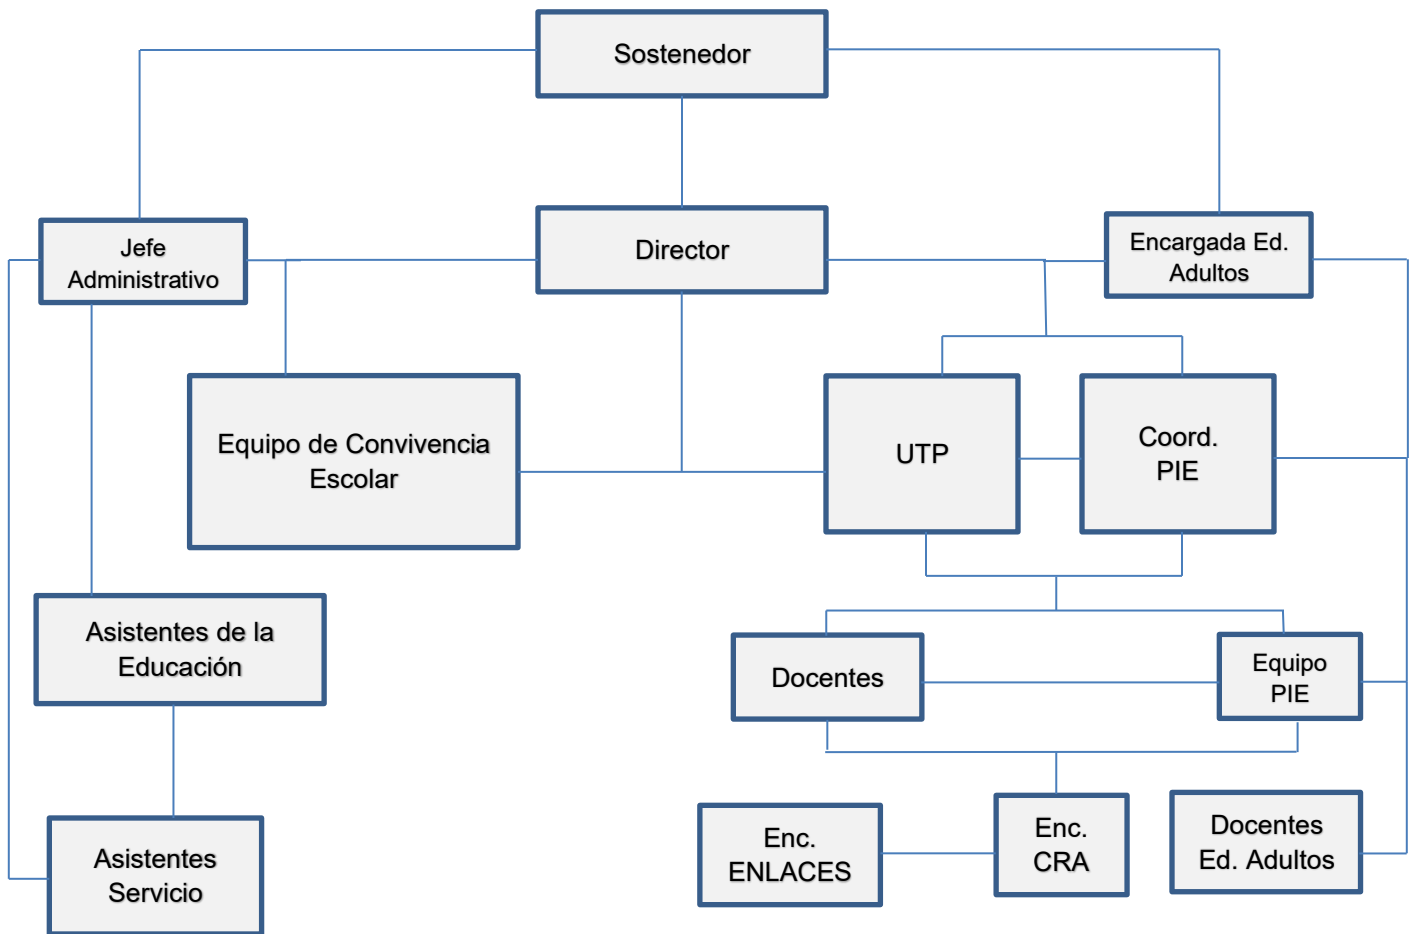 Sostenedor
Jefe
Administrativo
Director
Encargada Ed.
Adultos
Equipo de Convivencia
Escolar
UTP
Coord.
PIE
Asistentes de la
Educación
Docentes
Equipo
PIE
Asistentes
Servicio
Enc.
ENLACES
Enc.
CRA
Docentes
Ed. Adultos